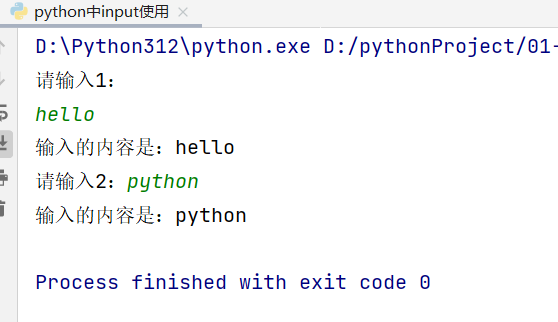 python中input使用
D:\Python312\python.exe D:/pythonProject/01-
请输入1：
hello
输入的内容是：hello
请输入2：python
输入的内容是：python
Process finished with exit code 0